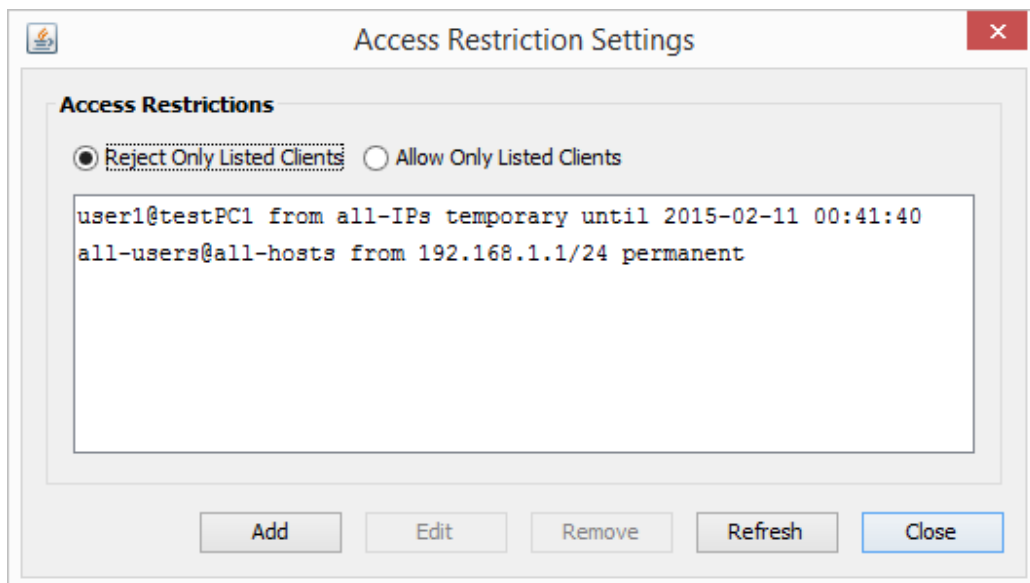 Access Restriction Settings
Access Restrictions
Reject Only Listed Clients Allow Only Listed Clients
user1@testPC1 from all-IPs temporary until 2015-02-11 00:41:40
all-users@all-hosts from 192.168.1.1/24 permanent
Add Edit Remove Refresh Close